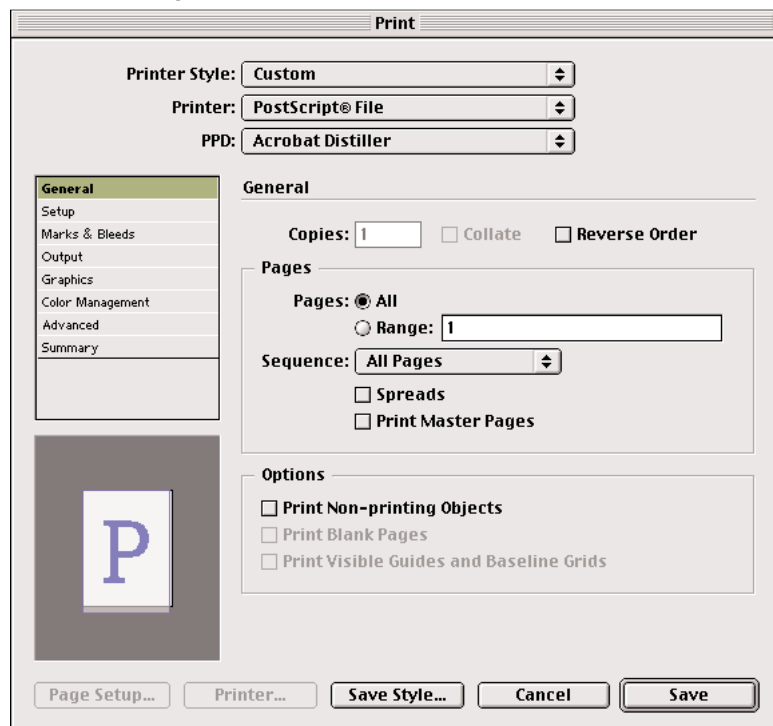 Print
Printer Style: Custom
Printer: PostScript® File
PPD: Acrobat Distiller
General
Setup
Marks & Bleeds
Output
Graphics
Color Management
Advanced
Summary
General
Copies: 1 Collate Reverse Order
Pages
Pages: All
Range: 1
Sequence: All Pages
Spreads
Print Master Pages
Options
Print Non-printing Objects
Print Blank Pages
Print Visible Guides and Baseline Grids
P
Page Setup... Printer... Save Style... Cancel Save